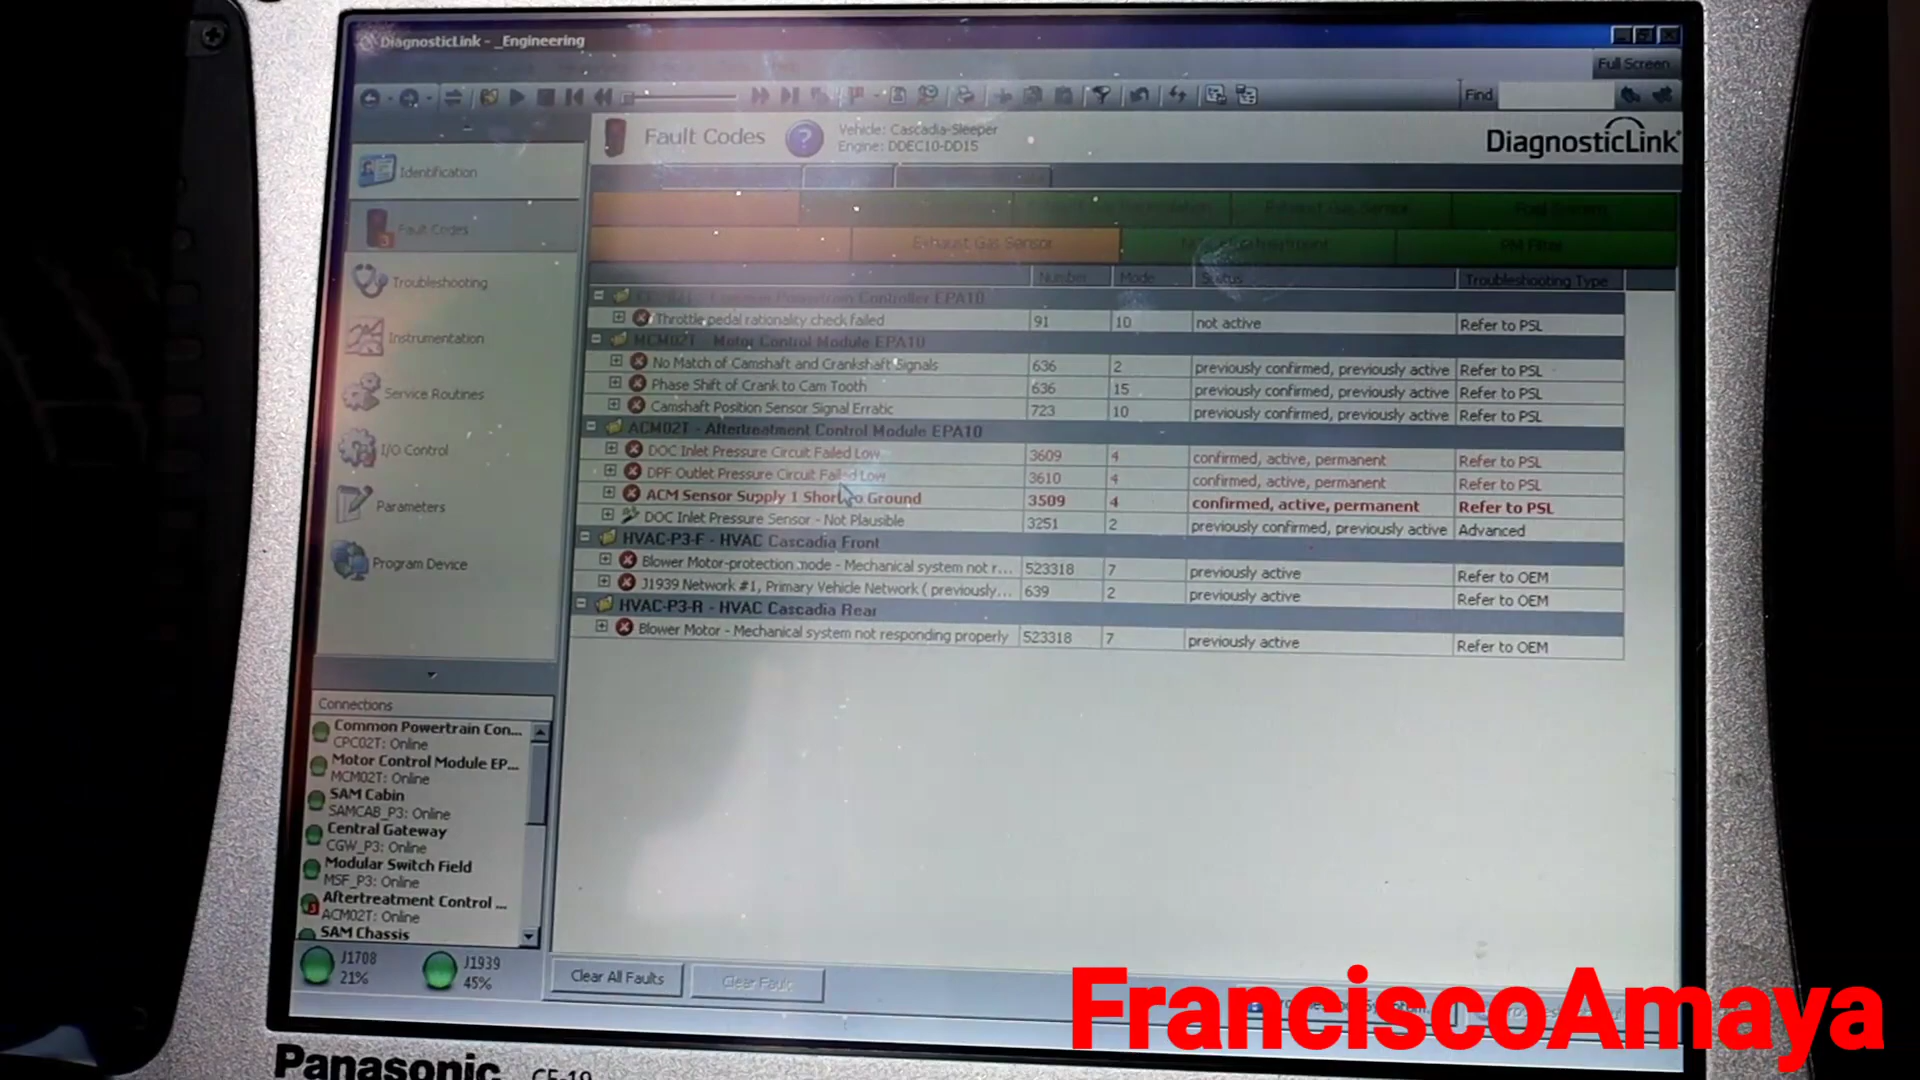 DiagnosticLink - _Engineering
Full Screen
Find
Fault Codes
?
Vehicle: Cascadia-Sleeper
Engine: DDEC10-DD15
DiagnosticLink
Identification
Fault Codes
Troubleshooting
Instrumentation
Service Routines
I/O Control
Parameters
Program Device
Exhaust Gas Sensor
PM Filter
Number Mode Status Troubleshooting Type
Common Powertrain Controller EPA10
Throttle pedal rationality check failed 91 10 not active Refer to PSL
MCM02T - Motor Control Module EPA10
No Match of Camshaft and Crankshaft Signals 636 2 previously confirmed, previously active Refer to PSL
Phase Shift of Crank to Cam Tooth 636 15 previously confirmed, previously active Refer to PSL
Camshaft Position Sensor Signal Erratic 723 10 previously confirmed, previously active Refer to PSL
ACM02T - Aftertreatment Control Module EPA10
DOC Inlet Pressure Circuit Failed Low 3609 4 confirmed, active, permanent Refer to PSL
DPF Outlet Pressure Circuit Failed Low 3610 4 confirmed, active, permanent Refer to PSL
ACM Sensor Supply 1 Short to Ground 3509 4 confirmed, active, permanent Refer to PSL
DOC Inlet Pressure Sensor - Not Plausible 3251 2 previously confirmed, previously active Advanced
HVAC-P3-F - HVAC Cascadia Front
Blower Motor-protection mode - Mechanical system not r... 523318 7 previously active Refer to OEM
J1939 Network #1, Primary Vehicle Network ( previously... 639 2 previously active Refer to OEM
HVAC-P3-R - HVAC Cascadia Rear
Blower Motor - Mechanical system not responding properly 523318 7 previously active Refer to OEM
Connections
Common Powertrain Con...
CPC02T: Online
Motor Control Module EP...
MCM02T: Online
SAM Cabin
SAMCAB_P3: Online
Central Gateway
CGW_P3: Online
Modular Switch Field
MSF_P3: Online
Aftertreatment Control ...
ACM02T: Online
SAM Chassis
J1708
21%
J1939
45%
Clear All Faults
Clear Fault
FranciscoAmaya
Panasonic CF-19